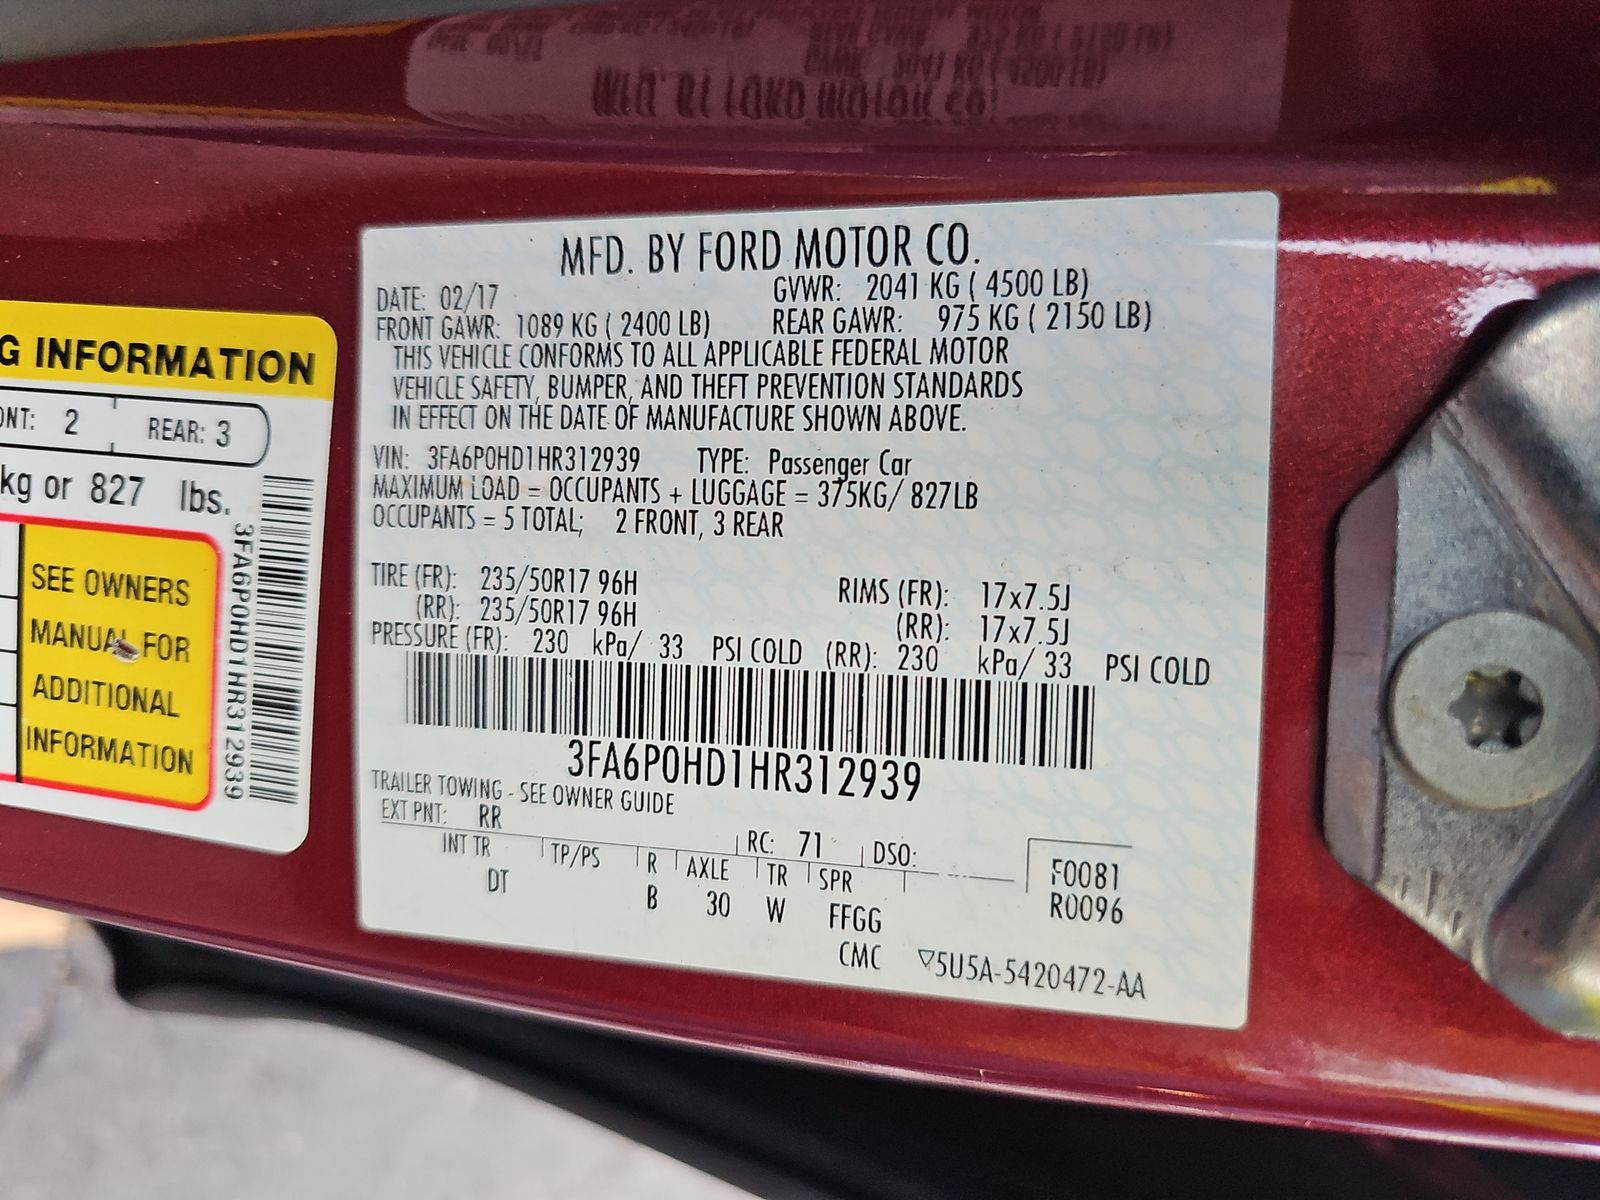 G INFORMATION
ONT: 2 REAR: 3
kg or 827 lbs.
SEE OWNERS
MANUAL FOR
ADDITIONAL
INFORMATION
3FA6P0HD1HR312939
MFD. BY FORD MOTOR CO.
DATE: 02/17 GVWR: 2041 KG ( 4500 LB)
FRONT GAWR: 1089 KG ( 2400 LB) REAR GAWR: 975 KG ( 2150 LB)
THIS VEHICLE CONFORMS TO ALL APPLICABLE FEDERAL MOTOR
VEHICLE SAFETY, BUMPER, AND THEFT PREVENTION STANDARDS
IN EFFECT ON THE DATE OF MANUFACTURE SHOWN ABOVE.
VIN: 3FA6P0HD1HR312939 TYPE: Passenger Car
MAXIMUM LOAD = OCCUPANTS + LUGGAGE = 375KG/ 827LB
OCCUPANTS = 5 TOTAL; 2 FRONT, 3 REAR
TIRE (FR): 235/50R17 96H RIMS (FR): 17x7.5J
(RR): 235/50R17 96H (RR): 17x7.5J
PRESSURE (FR): 230 kPa/ 33 PSI COLD (RR): 230 kPa/ 33 PSI COLD
3FA6P0HD1HR312939
TRAILER TOWING - SEE OWNER GUIDE
EXT PNT: RR RC: 71 DSO:
INT TR TP/PS R AXLE TR SPR F0081
DT B 30 W FFGG R0096
CMC ▽5U5A-5420472-AA